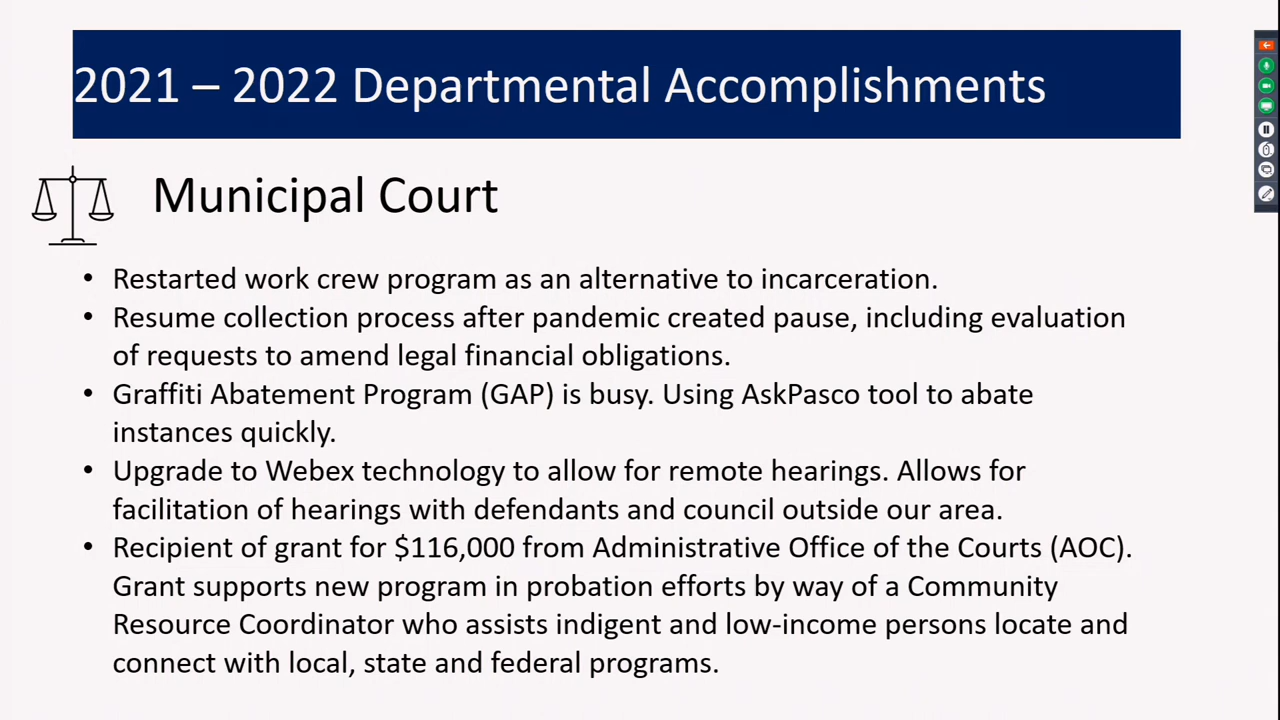 2021 – 2022 Departmental Accomplishments
Municipal Court
• Restarted work crew program as an alternative to incarceration.
• Resume collection process after pandemic created pause, including evaluation
of requests to amend legal financial obligations.
• Graffiti Abatement Program (GAP) is busy. Using AskPasco tool to abate
instances quickly.
• Upgrade to Webex technology to allow for remote hearings. Allows for
facilitation of hearings with defendants and council outside our area.
• Recipient of grant for $116,000 from Administrative Office of the Courts (AOC).
Grant supports new program in probation efforts by way of a Community
Resource Coordinator who assists indigent and low-income persons locate and
connect with local, state and federal programs.